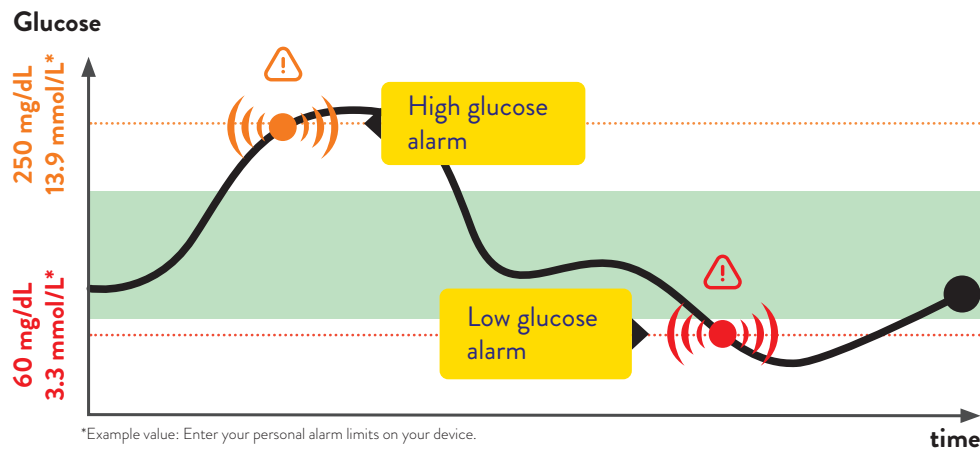 Glucose
250 mg/dL
13.9 mmol/L*
!
High glucose
alarm
60 mg/dL
3.3 mmol/L*
!
Low glucose
alarm
*Example value: Enter your personal alarm limits on your device.
time